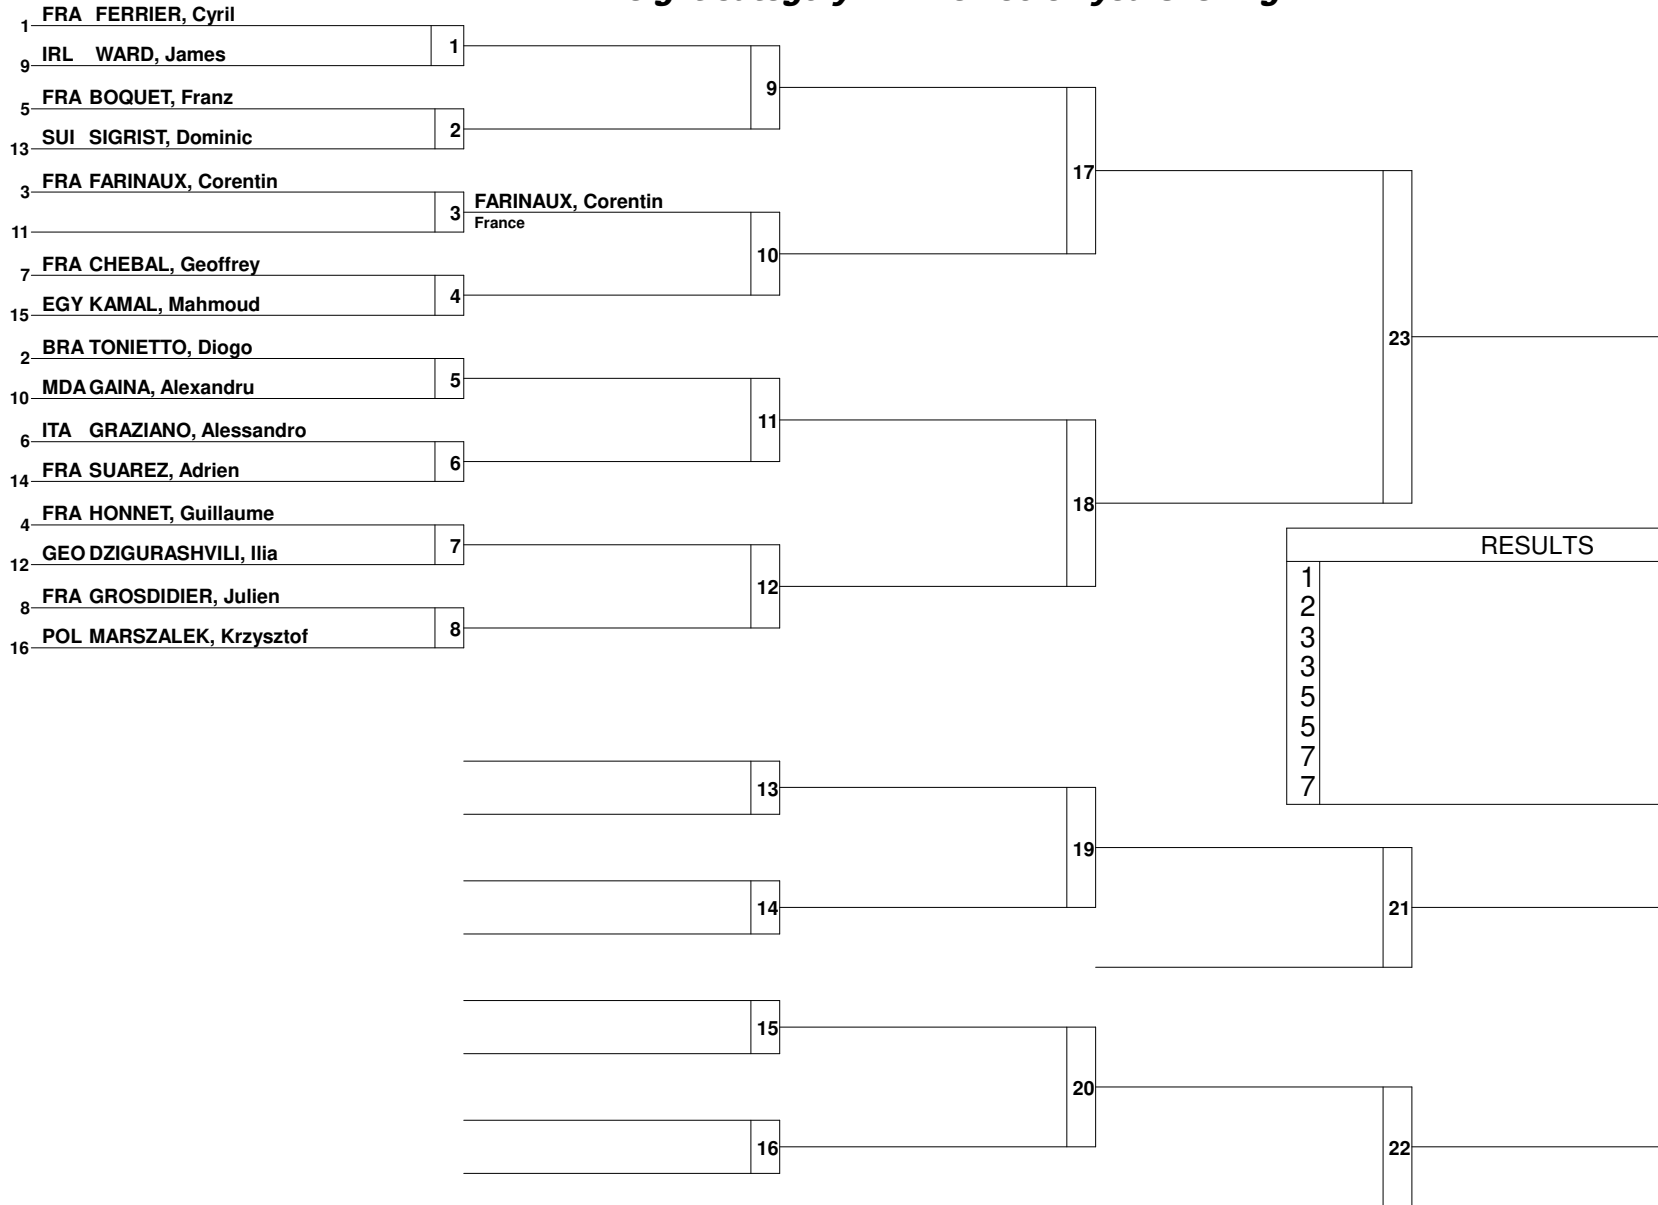 1 FRA FERRIER, Cyril
1
9 IRL WARD, James
9
5 FRA BOQUET, Franz
2
13 SUI SIGRIST, Dominic
17
3 FRA FARINAUX, Corentin
3 FARINAUX, Corentin
France
11
10
7 FRA CHEBAL, Geoffrey
4
15 EGY KAMAL, Mahmoud
23
2 BRA TONIETTO, Diogo
5
10 MDA GAINA, Alexandru
11
6 ITA GRAZIANO, Alessandro
6
14 FRA SUAREZ, Adrien
18
4 FRA HONNET, Guillaume
7
12 GEO DZIGURASHVILI, Ilia
12
8 FRA GROSDIDIER, Julien
8
16 POL MARSZALEK, Krzysztof
RESULTS
1
2
3
3
5
5
7
7
13
19
14
21
15
20
16
22